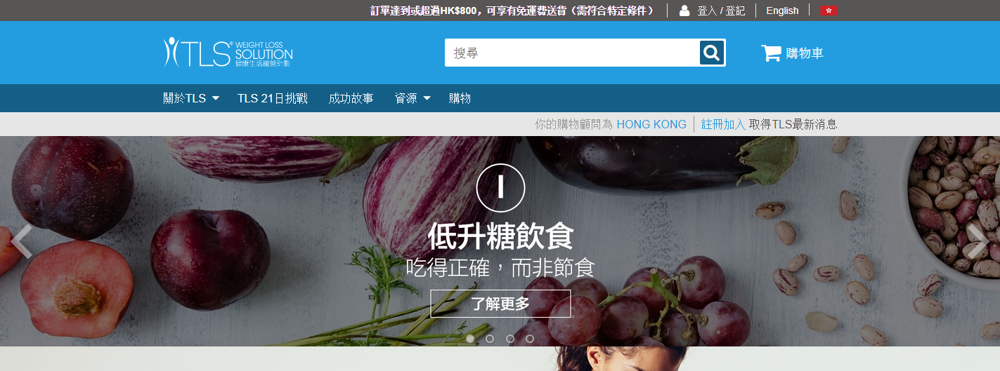 訂單達到或超過HK$800，可享有免運費送貨（需符合特定條件） 登入 / 登記 English
TLS® WEIGHT LOSS SOLUTION 健康生活纖營計劃
搜尋
購物車
關於TLS TLS 21日挑戰 成功故事 資源 購物
你的購物顧問為 HONG KONG 註冊加入 取得TLS最新消息
I
低升糖飲食
吃得正確，而非節食
了解更多